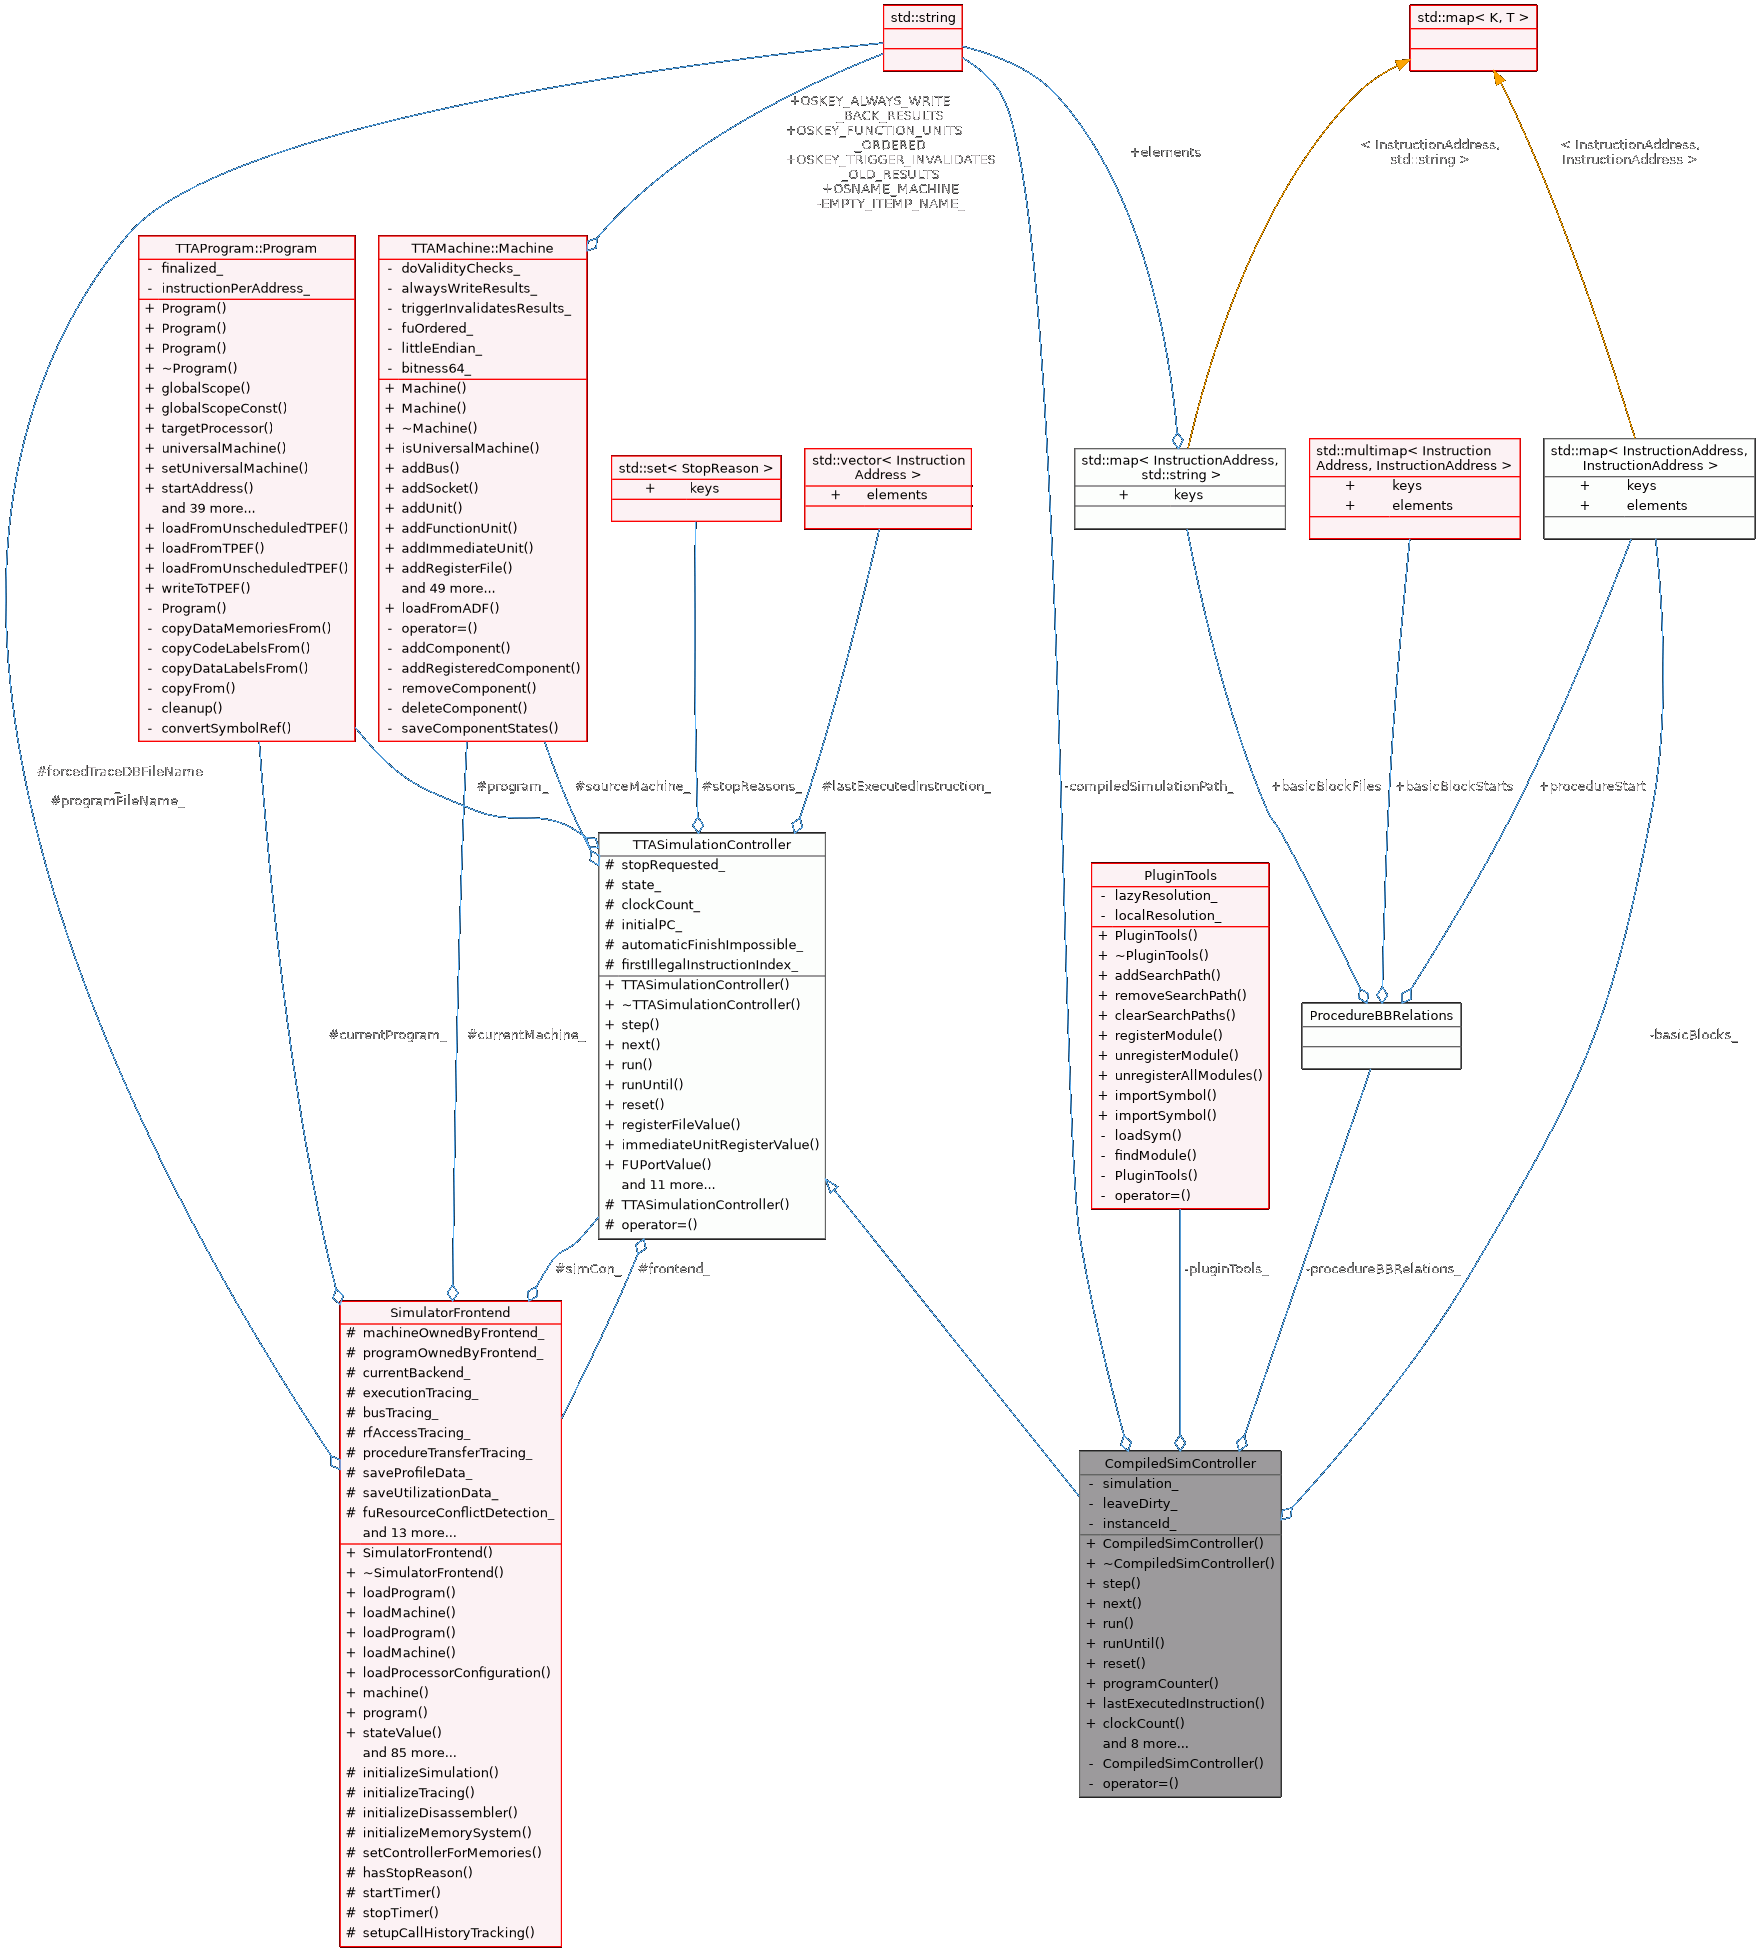 std::string
std::map< K, T >
+OSKEY_ALWAYS_WRITE
_BACK_RESULTS
+OSKEY_FUNCTION_UNITS
_ORDERED
+OSKEY_TRIGGER_INVALIDATES
_OLD_RESULTS
+OSNAME_MACHINE
-EMPTY_ITEMP_NAME_
+elements
< InstructionAddress,
std::string >
< InstructionAddress,
InstructionAddress >
TTAProgram::Program
- finalized_
- instructionPerAddress_
+ Program()
+ Program()
+ Program()
+ ~Program()
+ globalScope()
+ globalScopeConst()
+ targetProcessor()
+ universalMachine()
+ setUniversalMachine()
+ startAddress()
and 39 more...
+ loadFromUnscheduledTPEF()
+ loadFromTPEF()
+ loadFromUnscheduledTPEF()
+ writeToTPEF()
- Program()
- copyDataMemoriesFrom()
- copyCodeLabelsFrom()
- copyDataLabelsFrom()
- copyFrom()
- cleanup()
- convertSymbolRef()
TTAMachine::Machine
- doValidityChecks_
- alwaysWriteResults_
- triggerInvalidatesResults_
- fuOrdered_
- littleEndian_
- bitness64_
+ Machine()
+ Machine()
+ ~Machine()
+ isUniversalMachine()
+ addBus()
+ addSocket()
+ addUnit()
+ addFunctionUnit()
+ addImmediateUnit()
+ addRegisterFile()
and 49 more...
+ loadFromADF()
- operator=()
- addComponent()
- addRegisteredComponent()
- removeComponent()
- deleteComponent()
- saveComponentStates()
std::set< StopReason >
+ keys
std::vector< Instruction
Address >
+ elements
std::map< InstructionAddress,
std::string >
+ keys
std::multimap< Instruction
Address, InstructionAddress >
+ keys
+ elements
std::map< InstructionAddress,
InstructionAddress >
+ keys
+ elements
#forcedTraceDBFileName
_
#programFileName_
#program_
#sourceMachine_
#stopReasons_
#lastExecutedInstruction_
-compiledSimulationPath_
+basicBlockFiles
+basicBlockStarts
+procedureStart
TTASimulationController
# stopRequested_
# state_
# clockCount_
# initialPC_
# automaticFinishImpossible_
# firstIllegalInstructionIndex_
+ TTASimulationController()
+ ~TTASimulationController()
+ step()
+ next()
+ run()
+ runUntil()
+ reset()
+ registerFileValue()
+ immediateUnitRegisterValue()
+ FUPortValue()
and 11 more...
# TTASimulationController()
# operator=()
PluginTools
- lazyResolution_
- localResolution_
+ PluginTools()
+ ~PluginTools()
+ addSearchPath()
+ removeSearchPath()
+ clearSearchPaths()
+ registerModule()
+ unregisterModule()
+ unregisterAllModules()
+ importSymbol()
+ importSymbol()
- loadSym()
- findModule()
- PluginTools()
- operator=()
ProcedureBBRelations
#currentProgram_
#currentMachine_
-basicBlocks_
#simCon_
#frontend_
-pluginTools_
-procedureBBRelations_
SimulatorFrontend
# machineOwnedByFrontend_
# programOwnedByFrontend_
# currentBackend_
# executionTracing_
# busTracing_
# rfAccessTracing_
# procedureTransferTracing_
# saveProfileData_
# saveUtilizationData_
# fuResourceConflictDetection_
and 13 more...
+ SimulatorFrontend()
+ ~SimulatorFrontend()
+ loadProgram()
+ loadMachine()
+ loadProgram()
+ loadMachine()
+ loadProcessorConfiguration()
+ machine()
+ program()
+ stateValue()
and 85 more...
# initializeSimulation()
# initializeTracing()
# initializeDisassembler()
# initializeMemorySystem()
# setControllerForMemories()
# hasStopReason()
# startTimer()
# stopTimer()
# setupCallHistoryTracking()
CompiledSimController
- simulation_
- leaveDirty_
- instanceId_
+ CompiledSimController()
+ ~CompiledSimController()
+ step()
+ next()
+ run()
+ runUntil()
+ reset()
+ programCounter()
+ lastExecutedInstruction()
+ clockCount()
and 8 more...
- CompiledSimController()
- operator=()